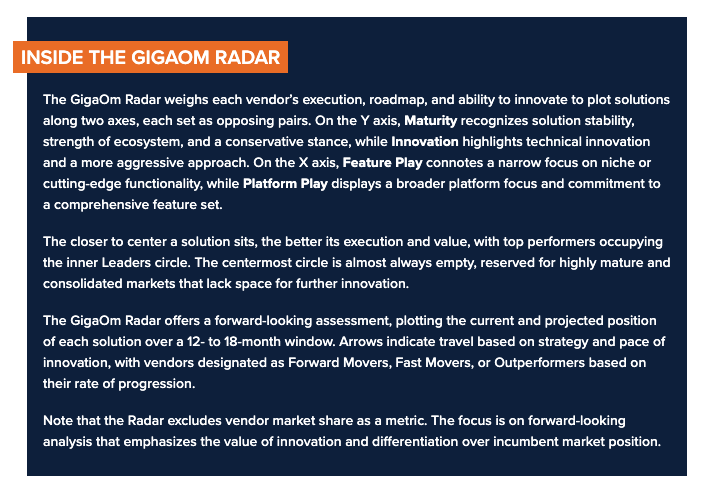 INSIDE THE GIGAOM RADAR
The GigaOm Radar weighs each vendor’s execution, roadmap, and ability to innovate to plot solutions
along two axes, each set as opposing pairs. On the Y axis, Maturity recognizes solution stability,
strength of ecosystem, and a conservative stance, while Innovation highlights technical innovation
and a more aggressive approach. On the X axis, Feature Play connotes a narrow focus on niche or
cutting-edge functionality, while Platform Play displays a broader platform focus and commitment to
a comprehensive feature set.
The closer to center a solution sits, the better its execution and value, with top performers occupying
the inner Leaders circle. The centermost circle is almost always empty, reserved for highly mature and
consolidated markets that lack space for further innovation.
The GigaOm Radar offers a forward-looking assessment, plotting the current and projected position
of each solution over a 12- to 18-month window. Arrows indicate travel based on strategy and pace of
innovation, with vendors designated as Forward Movers, Fast Movers, or Outperformers based on
their rate of progression.
Note that the Radar excludes vendor market share as a metric. The focus is on forward-looking
analysis that emphasizes the value of innovation and differentiation over incumbent market position.